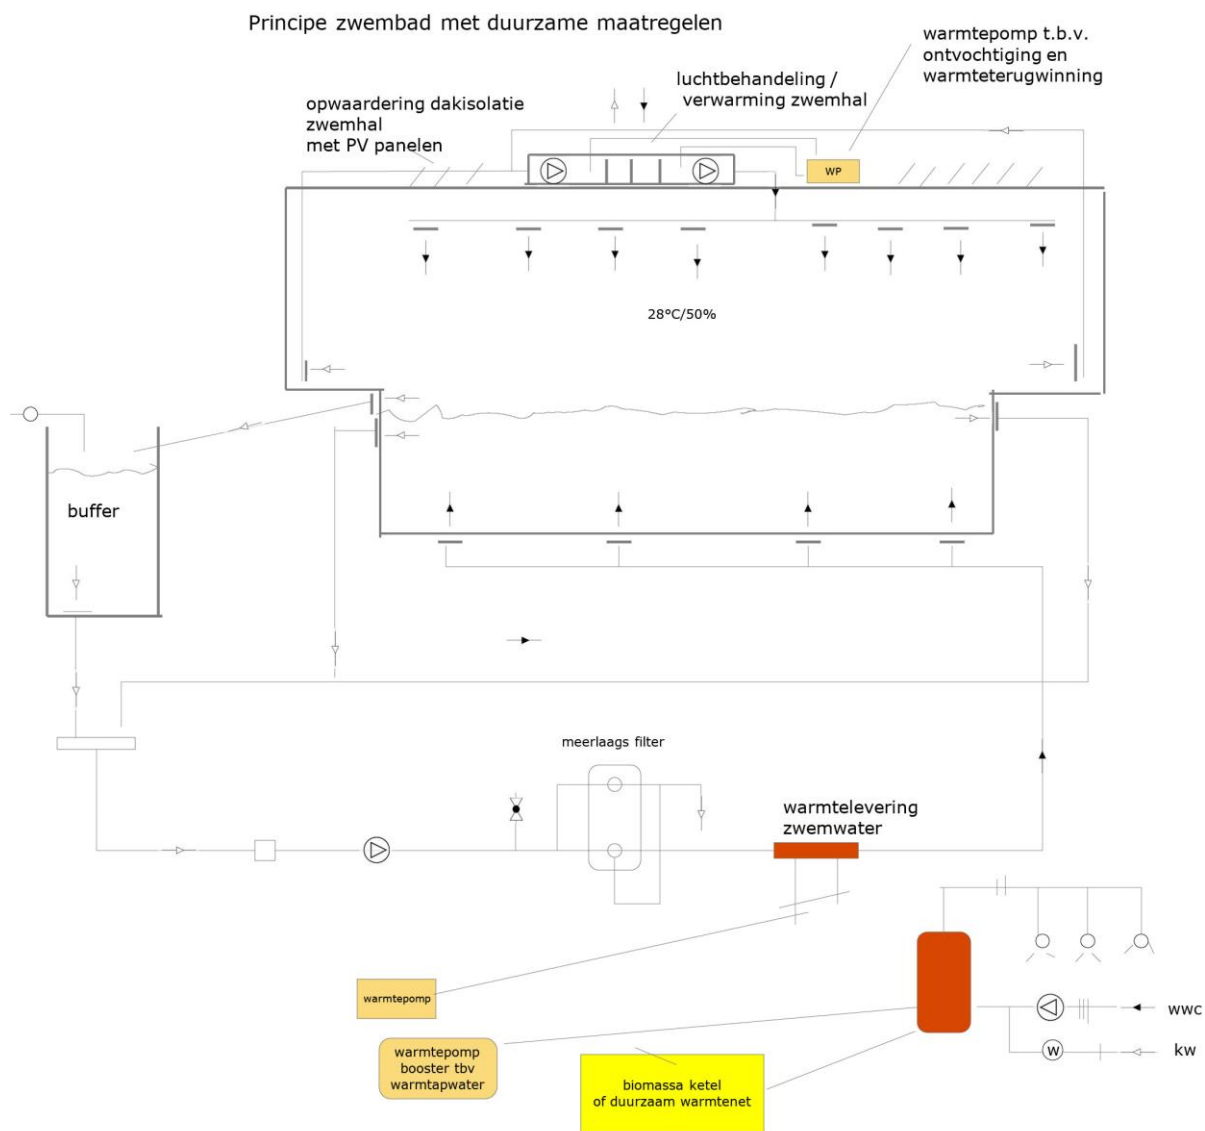 Principe zwembad met duurzame maatregelen
warmtepomp t.b.v.
ontvochtiging en
warmteterugwinning
luchtbehandeling /
verwarming zwemhal
opwaardering dakisolatie
zwemhal
met PV panelen
WP
28°C/50%
buffer
meerlaags filter
warmtelevering
zwemwater
warmtepomp
wwc
kw
W
warmtepomp
booster tbv
warmtapwater
biomassa ketel
of duurzaam warmtenet